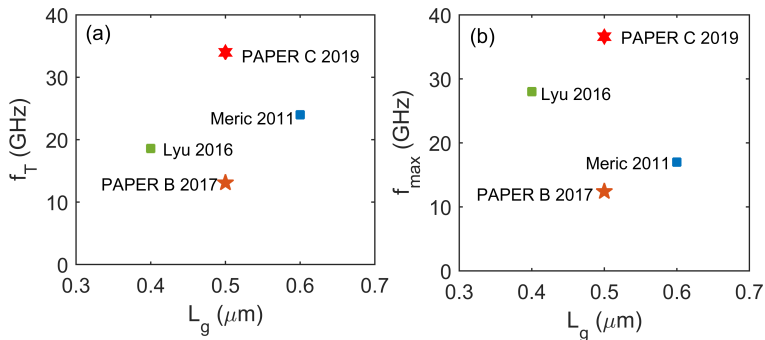 (a)
40
30
20
10
0
0.3 0.4 0.5 0.6 0.7
f_T (GHz)
L_g (μm)
PAPER C 2019
Meric 2011
Lyu 2016
PAPER B 2017
(b)
40
30
20
10
0
0.3 0.4 0.5 0.6 0.7
f_max (GHz)
L_g (μm)
PAPER C 2019
Lyu 2016
Meric 2011
PAPER B 2017